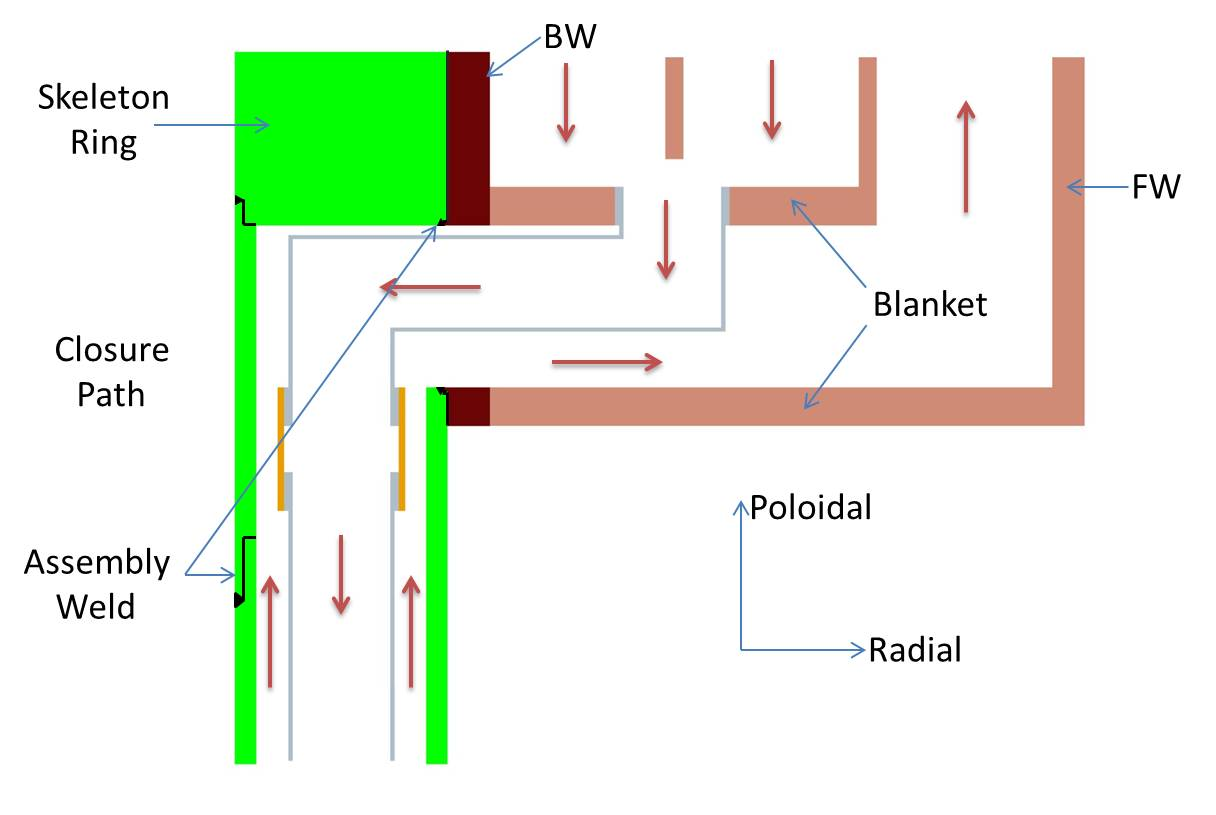 BW
Skeleton
Ring
FW
Blanket
Closure
Path
Poloidal
Assembly
Weld
Radial